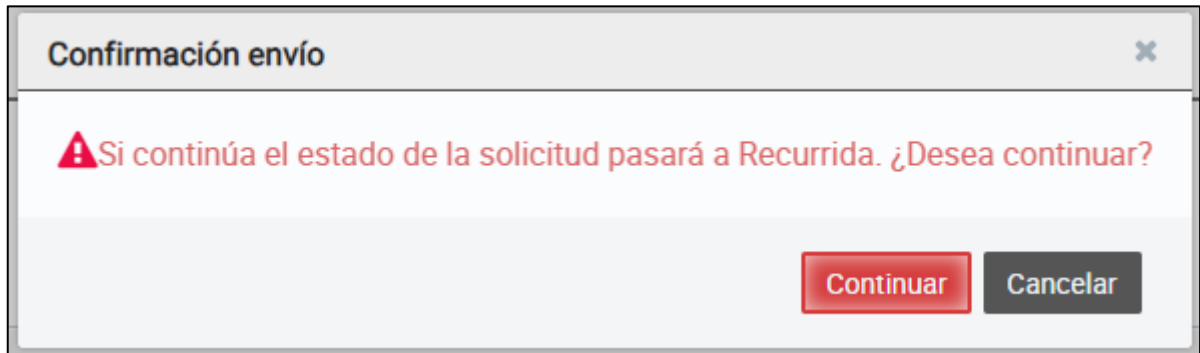 Confirmación envío
Si continúa el estado de la solicitud pasará a Recurrida. ¿Desea continuar?
Continuar Cancelar